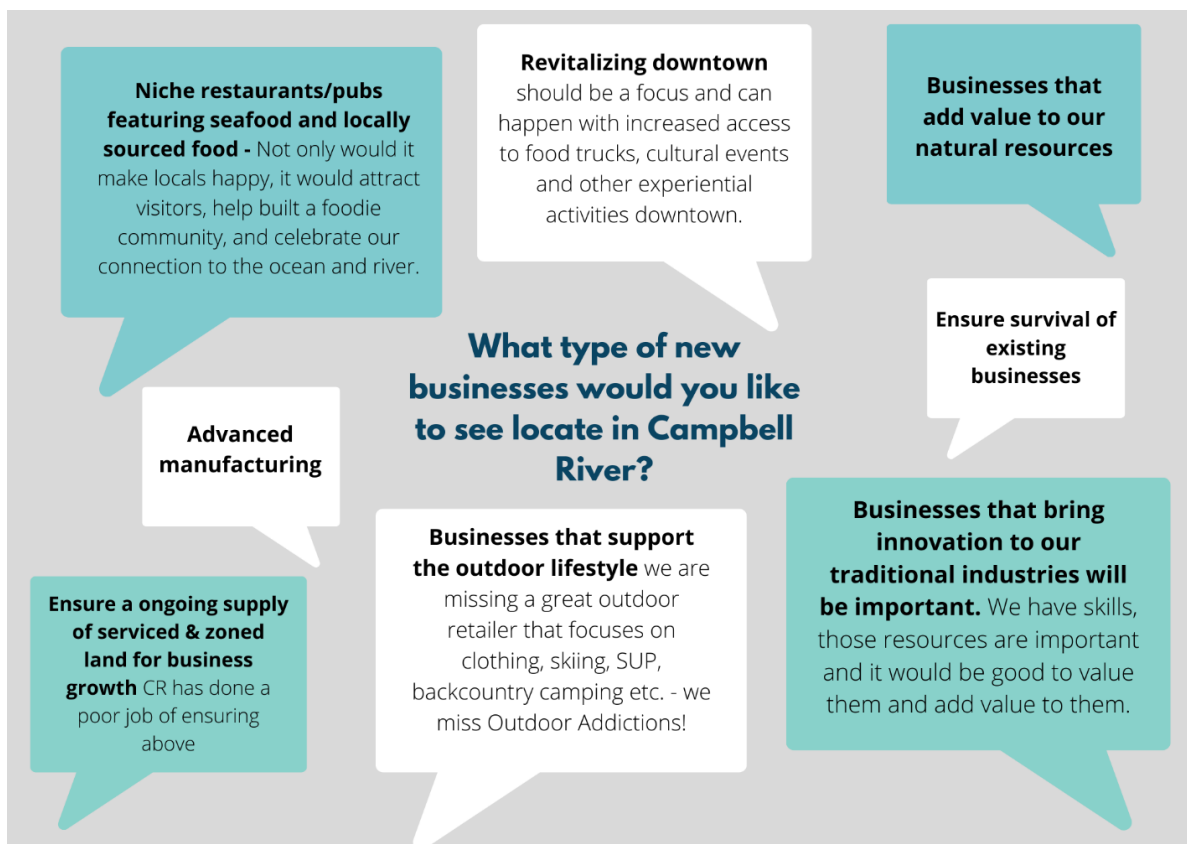 Niche restaurants/pubs
featuring seafood and locally
sourced food - Not only would it
make locals happy, it would attract
visitors, help built a foodie
community, and celebrate our
connection to the ocean and river.
Revitalizing downtown
should be a focus and can
happen with increased access
to food trucks, cultural events
and other experiential
activities downtown.
Businesses that
add value to our
natural resources
Ensure survival of
existing
businesses
What type of new
businesses would you like
to see locate in Campbell
River?
Advanced
manufacturing
Ensure a ongoing supply
of serviced & zoned
land for business
growth CR has done a
poor job of ensuring
above
Businesses that support
the outdoor lifestyle we are
missing a great outdoor
retailer that focuses on
clothing, skiing, SUP,
backcountry camping etc. - we
miss Outdoor Addictions!
Businesses that bring
innovation to our
traditional industries will
be important. We have skills,
those resources are important
and it would be good to value
them and add value to them.